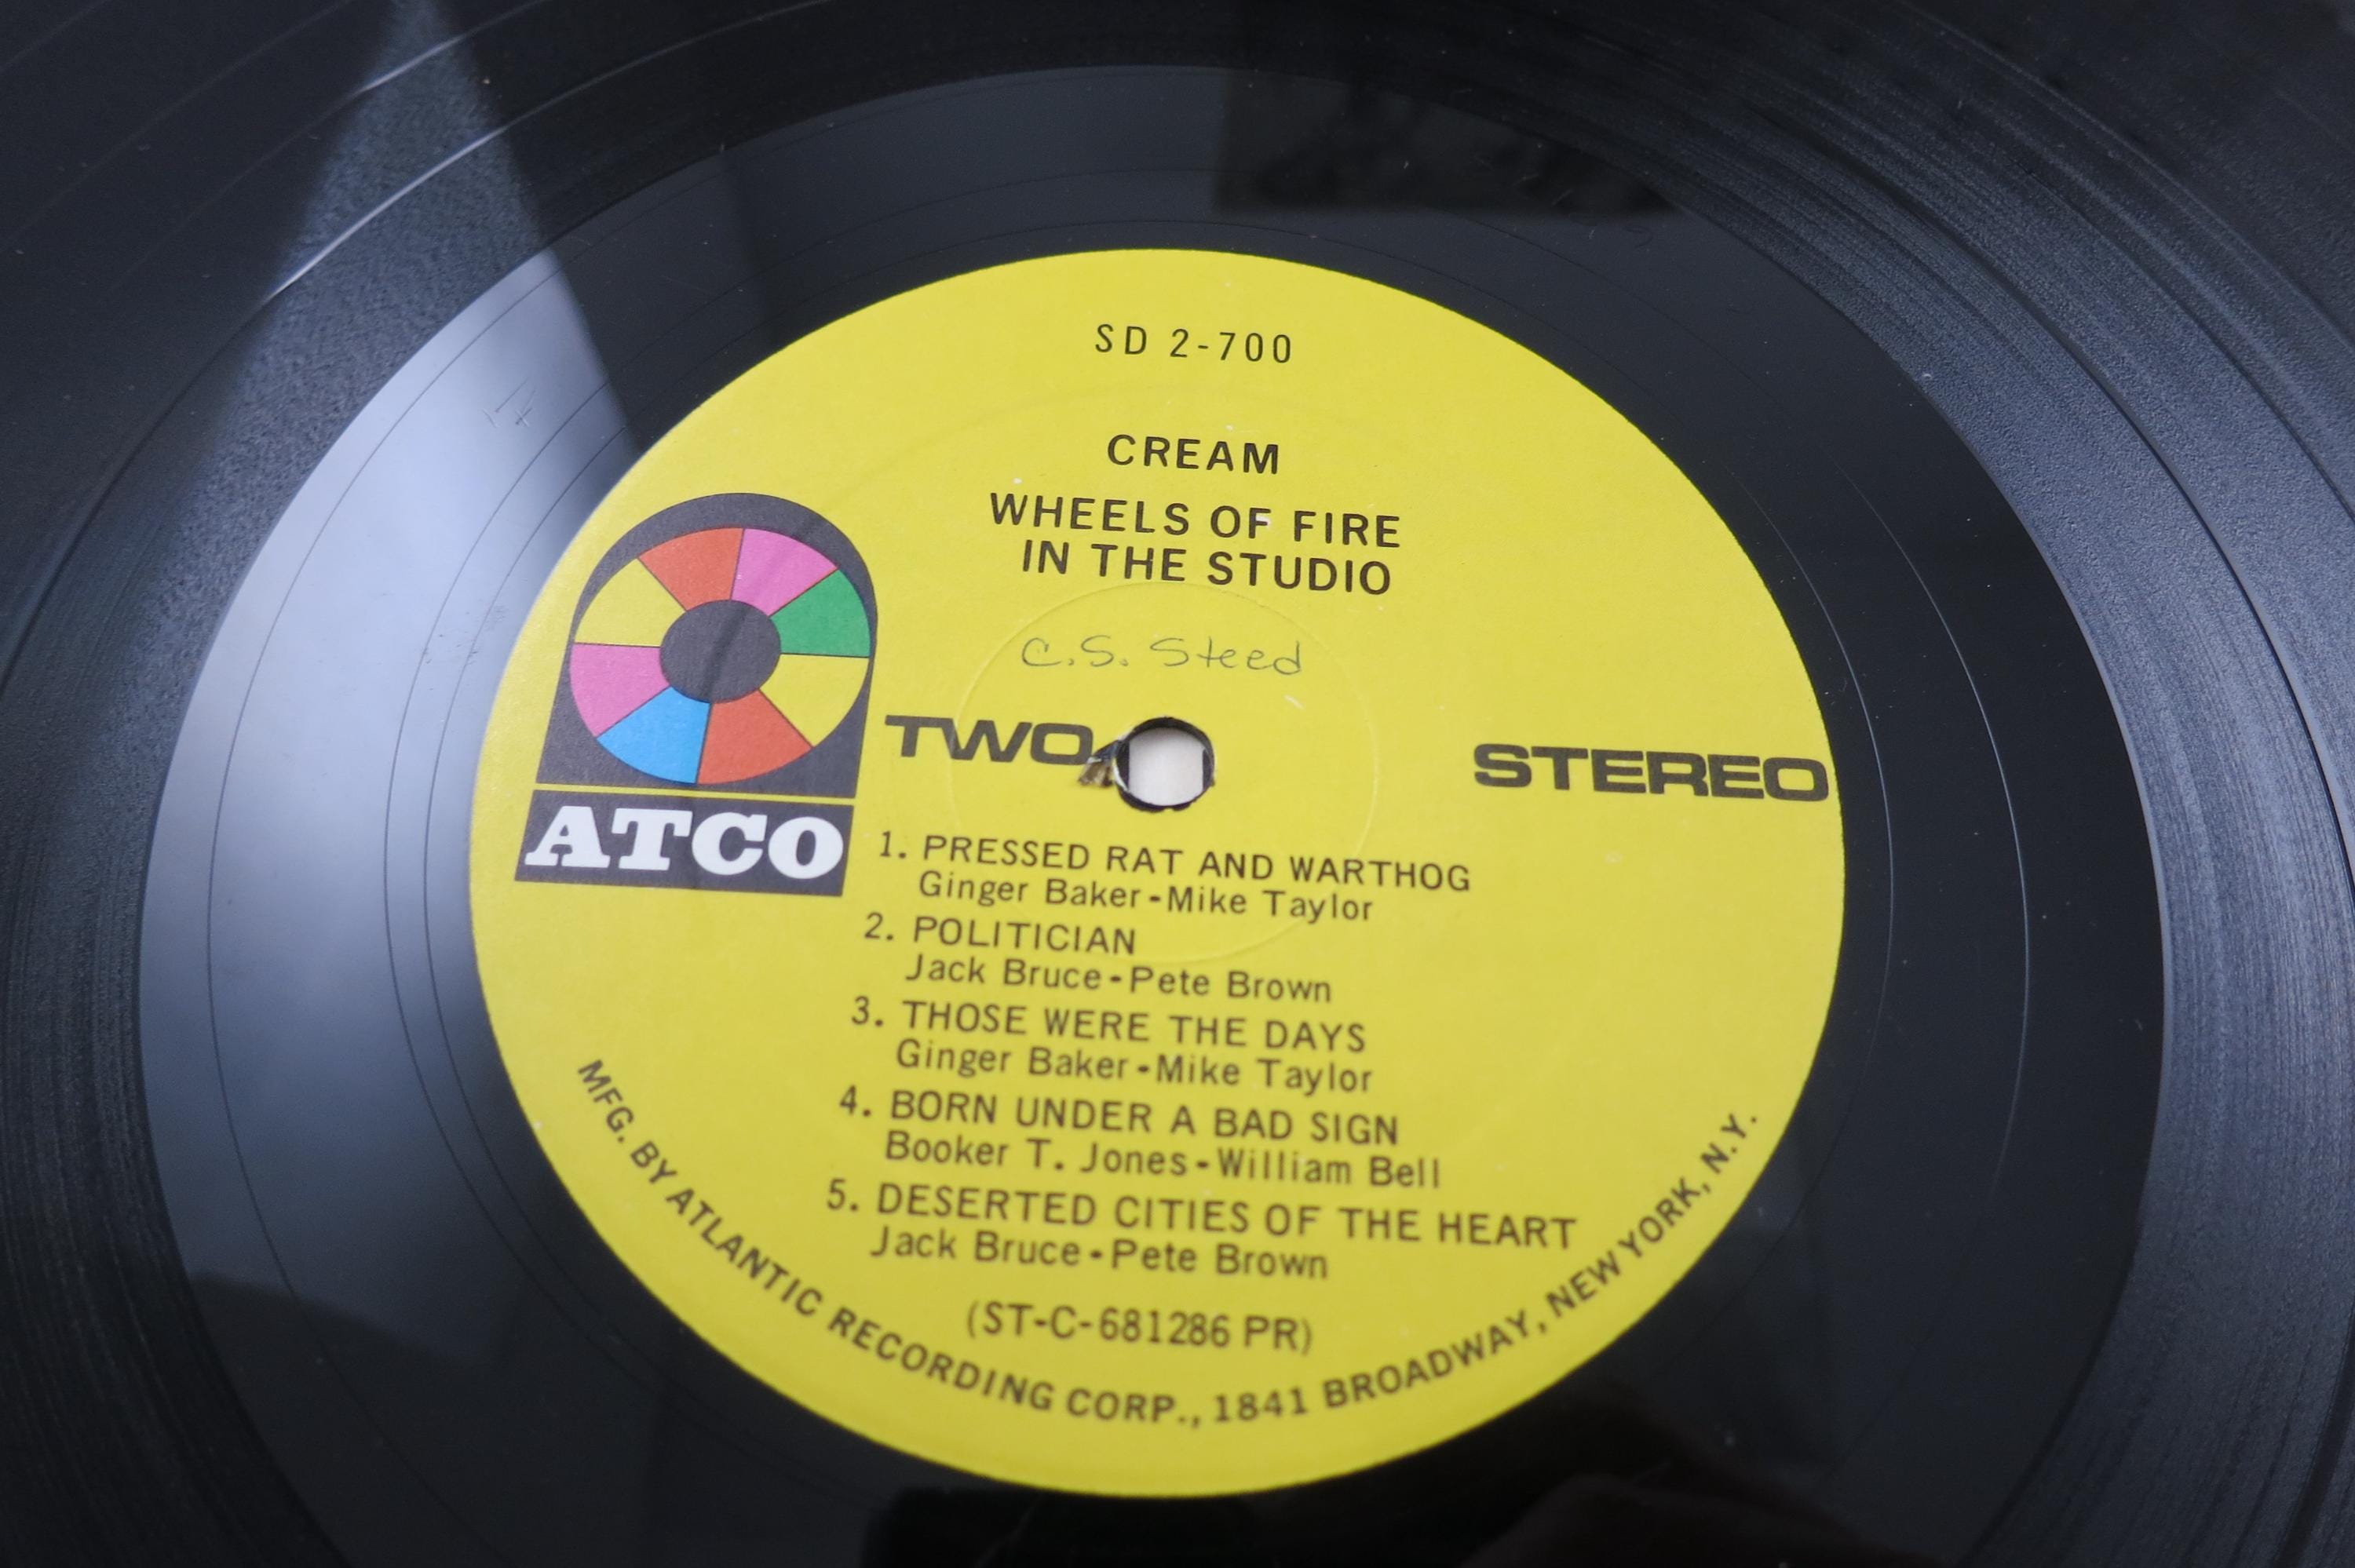 SD 2-700
CREAM
WHEELS OF FIRE
IN THE STUDIO
C.S. Steed
TWO
STEREO
ATCO
1. PRESSED RAT AND WARTHOG
Ginger Baker-Mike Taylor
2. POLITICIAN
Jack Bruce-Pete Brown
3. THOSE WERE THE DAYS
Ginger Baker-Mike Taylor
4. BORN UNDER A BAD SIGN
Booker T. Jones-William Bell
5. DESERTED CITIES OF THE HEART
Jack Bruce-Pete Brown
(ST-C-681286 PR)
MFG. BY ATLANTIC RECORDING CORP., 1841 BROADWAY, NEW YORK, N.Y.